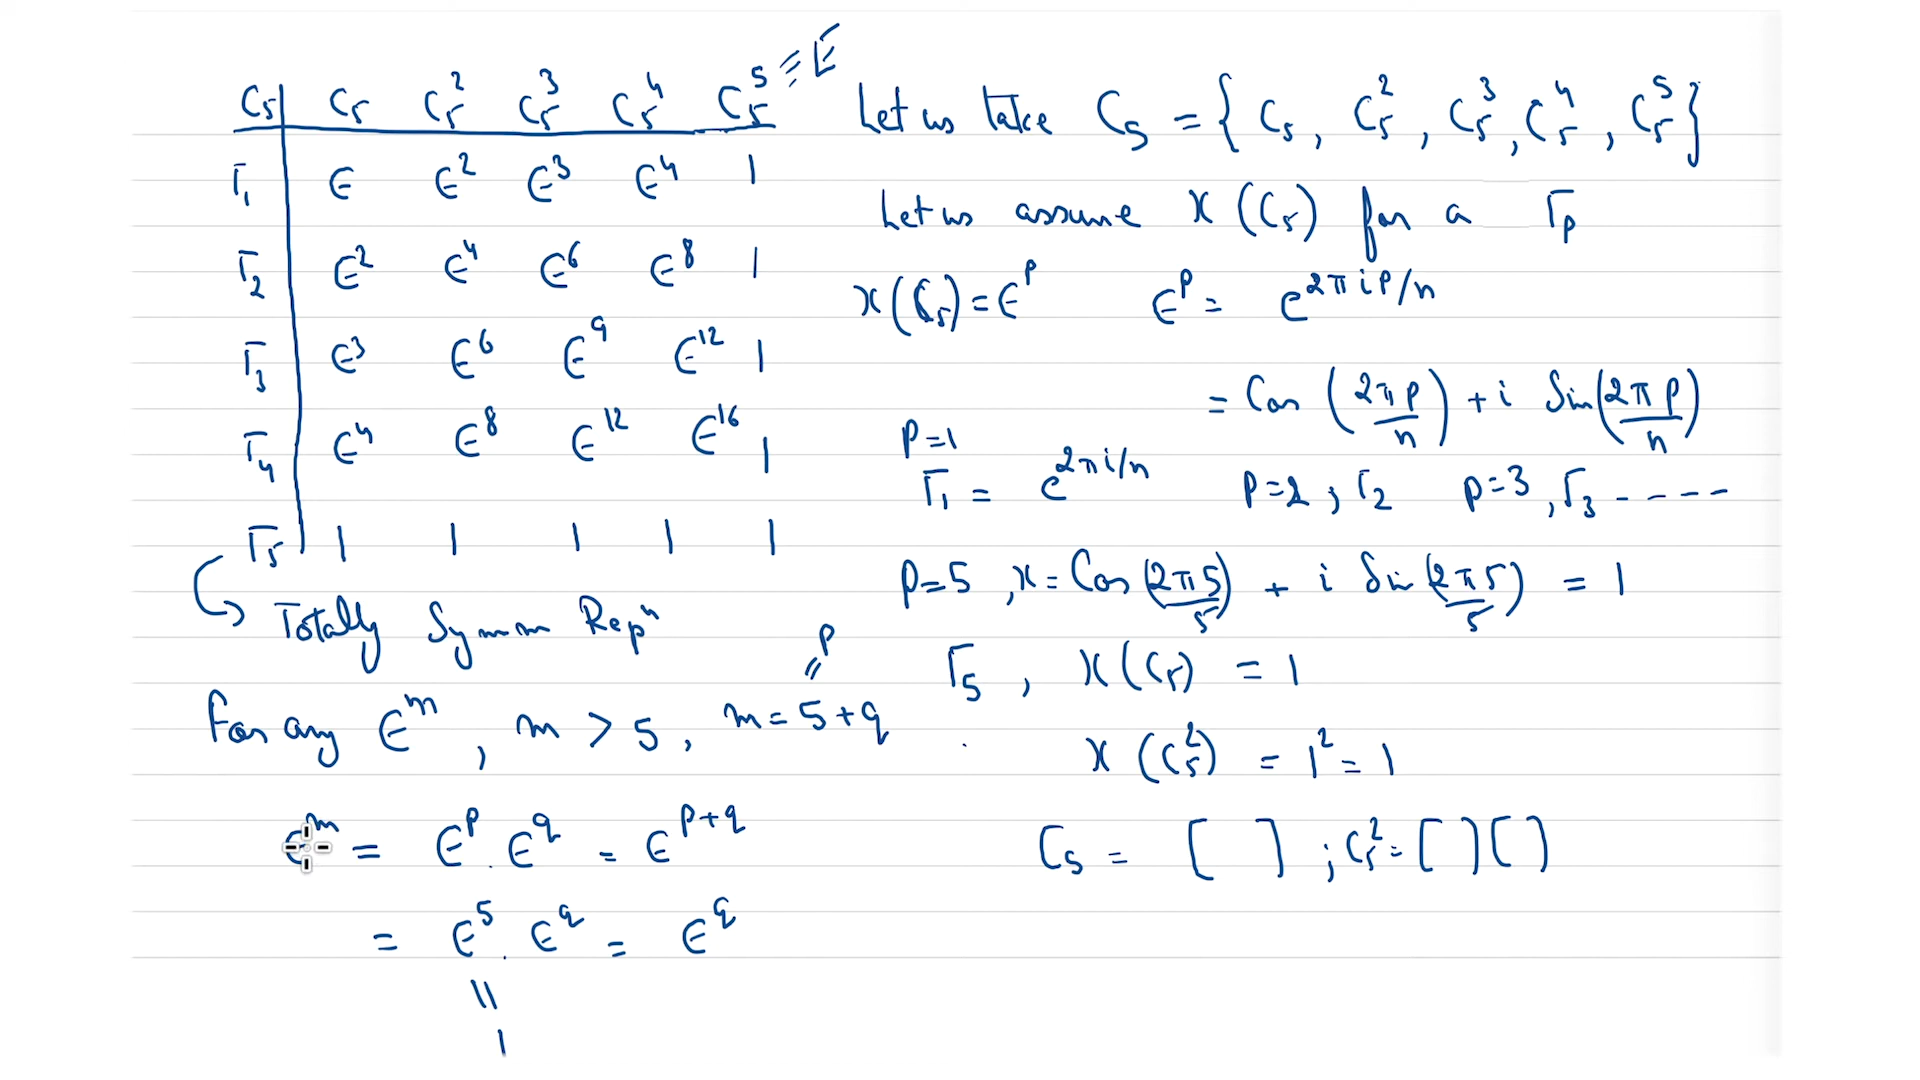 C₅ C₅ C₅² C₅³ C₅⁴ C₅⁵ ≡ E
Γ₁ ϵ ϵ² ϵ³ ϵ⁴ 1
Γ₂ ϵ² ϵ⁴ ϵ⁶ ϵ⁸ 1
Γ₃ ϵ³ ϵ⁶ ϵ⁹ ϵ¹² 1
Γ₄ ϵ⁴ ϵ⁸ ϵ¹² ϵ¹⁶ 1
Γ₅ 1 1 1 1 1
Totally Symm Repⁿ
For any ϵᵐ, m > 5, m = 5 + q
= p
ϵᵐ = ϵᵖ . ϵ^q = ϵ^(p+q)
= ϵ⁵ . ϵ^q = ϵ^q
=
1
Let us take C₅ = { C₅, C₅², C₅³, C₅⁴, C₅⁵ }
Let us assume χ (C₅) for a Γₚ
χ (C₅) = ϵᵖ ϵᵖ = e^(2πip/n)
= Cos (2πp/n) + i Sin (2πp/n)
P=1
Γ₁ = e^(2πi/n) P=2 ; Γ₂ P=3 , Γ₃ ----
P=5 , χ = Cos (2π5/5) + i Sin (2π5/5) = 1
Γ₅ , χ (C₅) = 1
χ (C₅²) = 1² = 1
C₅ = [ ] ; C₅² = [ ] [ ]